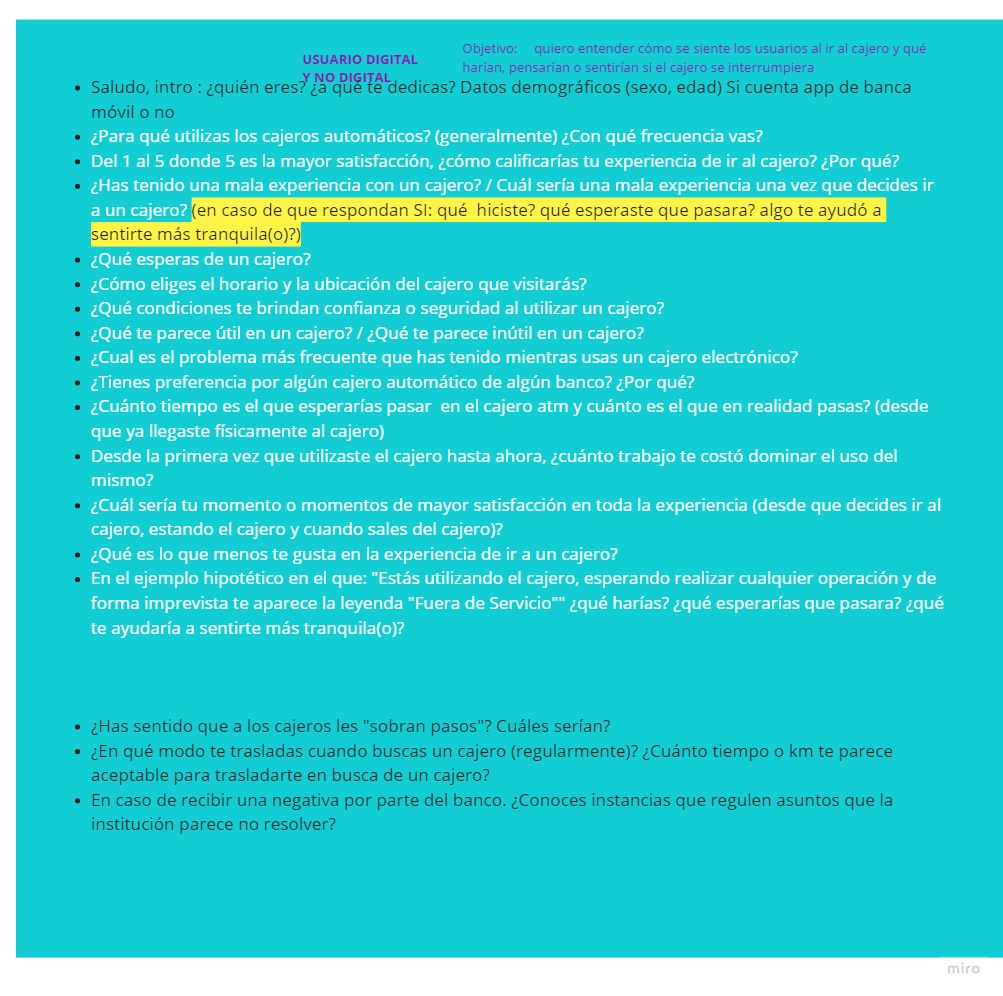 USUARIO DIGITAL
Y NO DIGITAL
Objetivo: quiero entender cómo se siente los usuarios al ir al cajero y qué
harían, pensarían o sentirían si el cajero se interrumpiera
• Saludo, intro : ¿quién eres? ¿a qué te dedicas? Datos demográficos (sexo, edad) Si cuenta app de banca
móvil o no
• ¿Para qué utilizas los cajeros automáticos? (generalmente) ¿Con qué frecuencia vas?
• Del 1 al 5 donde 5 es la mayor satisfacción, ¿cómo calificarías tu experiencia de ir al cajero? ¿Por qué?
• ¿Has tenido una mala experiencia con un cajero? / Cuál sería una mala experiencia una vez que decides ir
a un cajero? (en caso de que respondan SI: qué hiciste? qué esperaste que pasara? algo te ayudó a
sentirte más tranquila(o)?)
• ¿Qué esperas de un cajero?
• ¿Cómo eliges el horario y la ubicación del cajero que visitarás?
• ¿Qué condiciones te brindan confianza o seguridad al utilizar un cajero?
• ¿Qué te parece útil en un cajero? / ¿Qué te parece inútil en un cajero?
• ¿Cual es el problema más frecuente que has tenido mientras usas un cajero electrónico?
• ¿Tienes preferencia por algún cajero automático de algún banco? ¿Por qué?
• ¿Cuánto tiempo es el que esperarías pasar en el cajero atm y cuánto es el que en realidad pasas? (desde
que ya llegaste físicamente al cajero)
• Desde la primera vez que utilizaste el cajero hasta ahora, ¿cuánto trabajo te costó dominar el uso del
mismo?
• ¿Cuál sería tu momento o momentos de mayor satisfacción en toda la experiencia (desde que decides ir al
cajero, estando el cajero y cuando sales del cajero)?
• ¿Qué es lo que menos te gusta en la experiencia de ir a un cajero?
• En el ejemplo hipotético en el que: "Estás utilizando el cajero, esperando realizar cualquier operación y de
forma imprevista te aparece la leyenda "Fuera de Servicio"" ¿qué harías? ¿qué esperarías que pasara? ¿qué
te ayudaría a sentirte más tranquila(o)?
• ¿Has sentido que a los cajeros les "sobran pasos"? Cuáles serían?
• ¿En qué modo te trasladas cuando buscas un cajero (regularmente)? ¿Cuánto tiempo o km te parece
aceptable para trasladarte en busca de un cajero?
• En caso de recibir una negativa por parte del banco. ¿Conoces instancias que regulen asuntos que la
institución parece no resolver?
miro